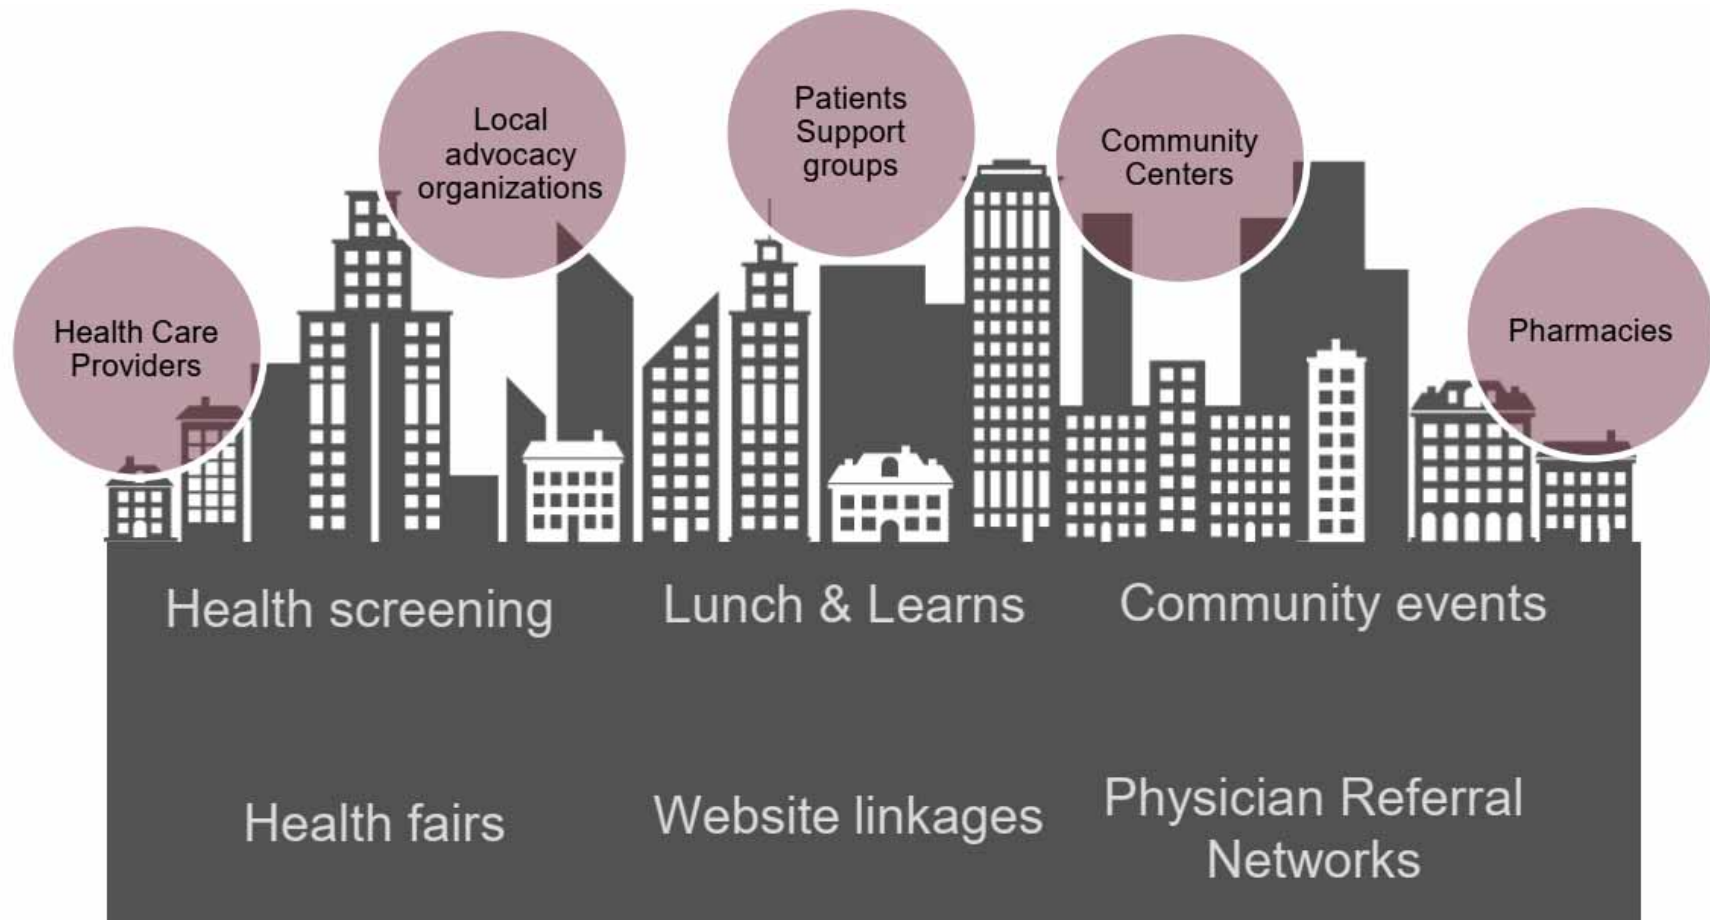 Health Care
Providers
Local
advocacy
organizations
Patients
Support
groups
Community
Centers
Pharmacies
Health screening
Lunch & Learns
Community events
Health fairs
Website linkages
Physician Referral
Networks